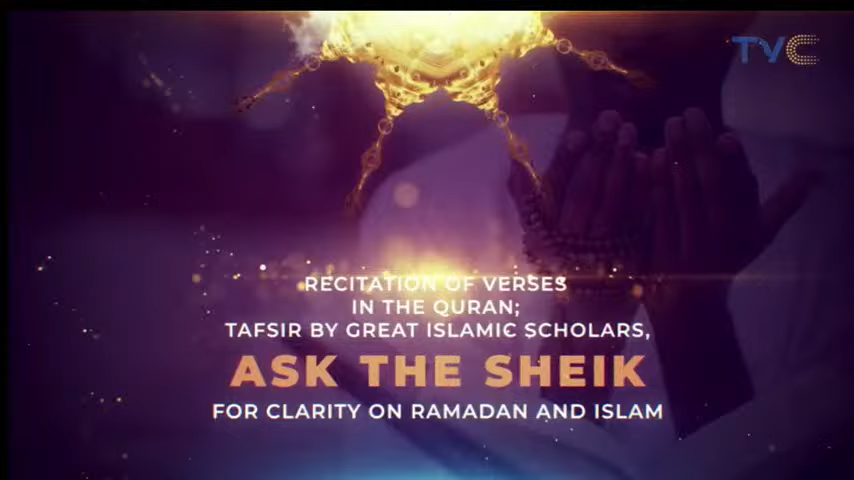 TVC
RECITATION OF VERSES
IN THE QURAN;
TAFSIR BY GREAT ISLAMIC SCHOLARS,
ASK THE SHEIK
FOR CLARITY ON RAMADAN AND ISLAM